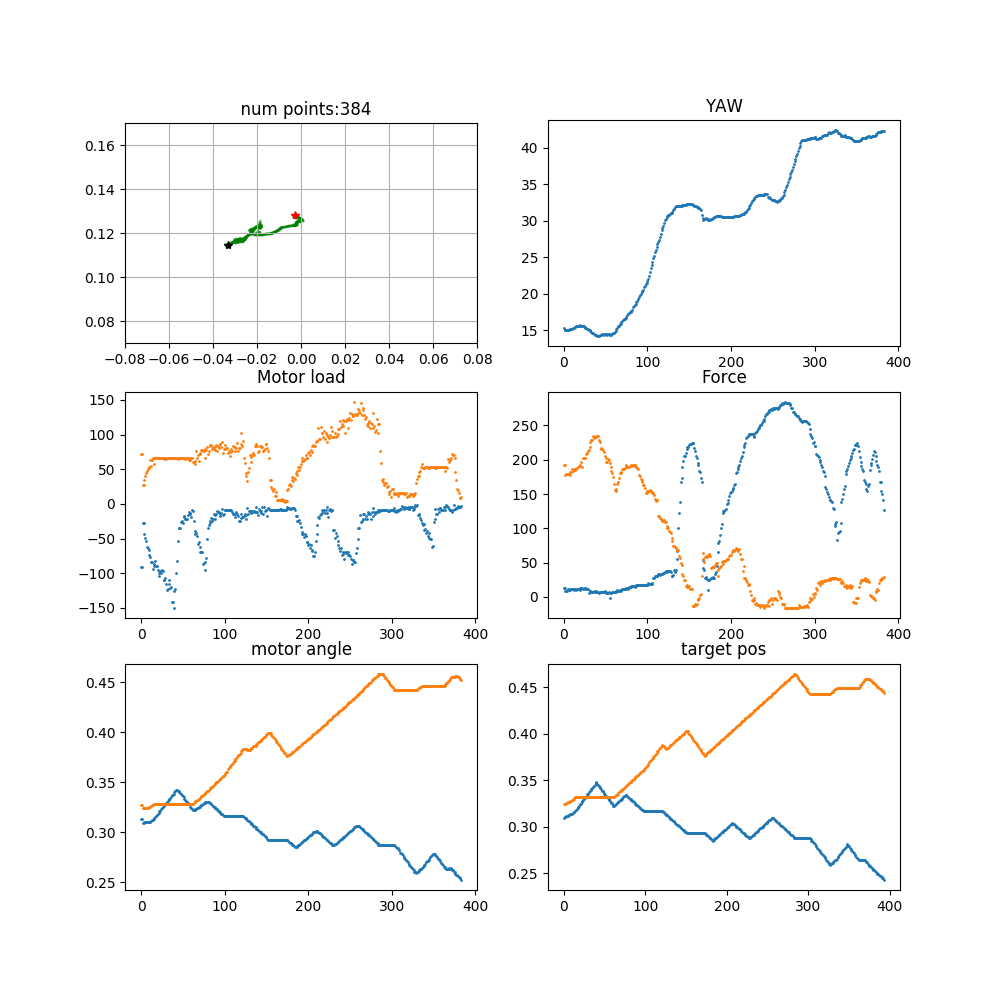 num points:384
YAW
0.16
0.14
0.12
0.10
0.08
−0.08 −0.06 −0.04 −0.02 0.00 0.02 0.04 0.06 0.08
40
35
30
25
20
15
0 100 200 300 400
Motor load
Force
150
100
50
0
−50
−100
−150
0 100 200 300 400
250
200
150
100
50
0
0 100 200 300 400
motor angle
target pos
0.45
0.40
0.35
0.30
0.25
0 100 200 300 400
0.45
0.40
0.35
0.30
0.25
0 100 200 300 400